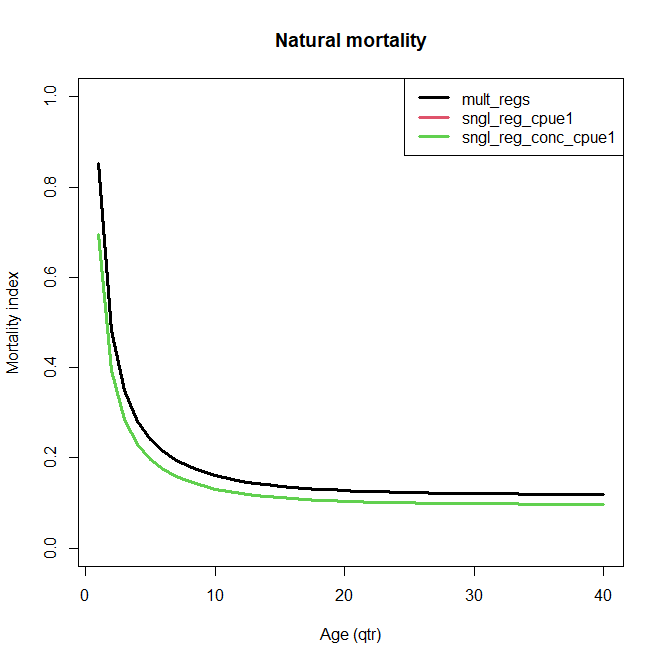 Natural mortality
mult_regs
sngl_reg_cpue1
sngl_reg_conc_cpue1
Mortality index
1.0
0.8
0.6
0.4
0.2
0.0
0 10 20 30 40
Age (qtr)